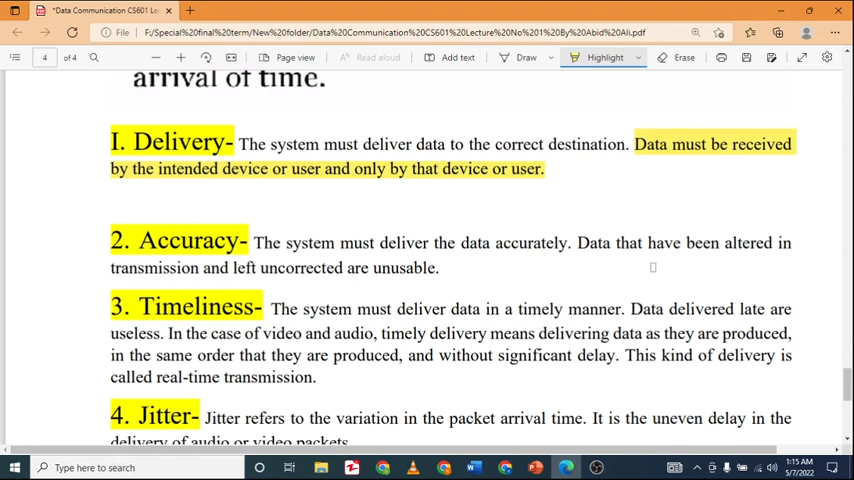 *Data Communication CS601 Le
File
F:/Special%20final%20term/New%20folder/Data%20Communication%20CS601%20Lecture%20No%201%20By%20Abid%20Ali.pdf
4 of 4
Page view
Read aloud
Add text
Draw
Highlight
Erase
arrival of time.
I. Delivery- The system must deliver data to the correct destination. Data must be received
by the intended device or user and only by that device or user.
2. Accuracy- The system must deliver the data accurately. Data that have been altered in
transmission and left uncorrected are unusable.
3. Timeliness- The system must deliver data in a timely manner. Data delivered late are
useless. In the case of video and audio, timely delivery means delivering data as they are produced,
in the same order that they are produced, and without significant delay. This kind of delivery is
called real-time transmission.
4. Jitter- Jitter refers to the variation in the packet arrival time. It is the uneven delay in the
delivery of audio or video packets
Type here to search
1:15 AM
5/7/2022